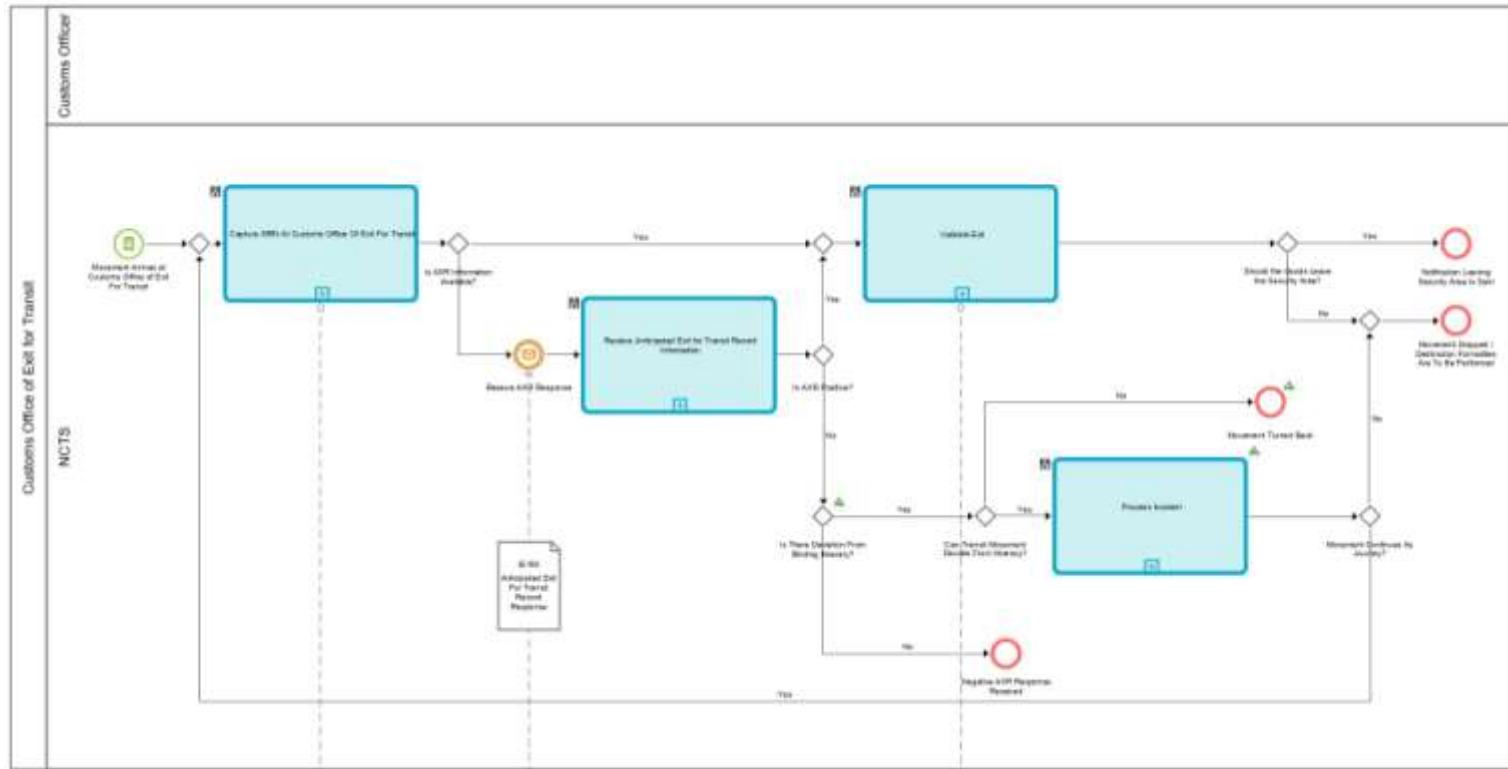 Customs Office of Exit for Transit
Customs Officer
NCTS
Movement Arrives at
Customs Office of Exit
For Transit
Capture MRN At Customs Office Of Exit For Transit
Is AXR Information
Available?
Yes
Receive AXR Response
Receive Anticipated Exit for Transit Record
Information
Anticipated Exit
For Transit
Record
Response
Is AXR Positive?
Yes
No
Validate Exit
Should the Goods Leave
the Security Area?
Yes
Notification Leaving
Security Area is Sent
No
Movement Stopped /
Destination Formalities
Are To Be Performed
No
Movement Turned Back
Is There Deviation From
Binding Itinerary?
Yes
Can Transit Movement
Deviate From Itinerary?
Yes
Process Incident
Movement Continues Its
Journey?
No
No
Negative AXR Response
Received
Yes